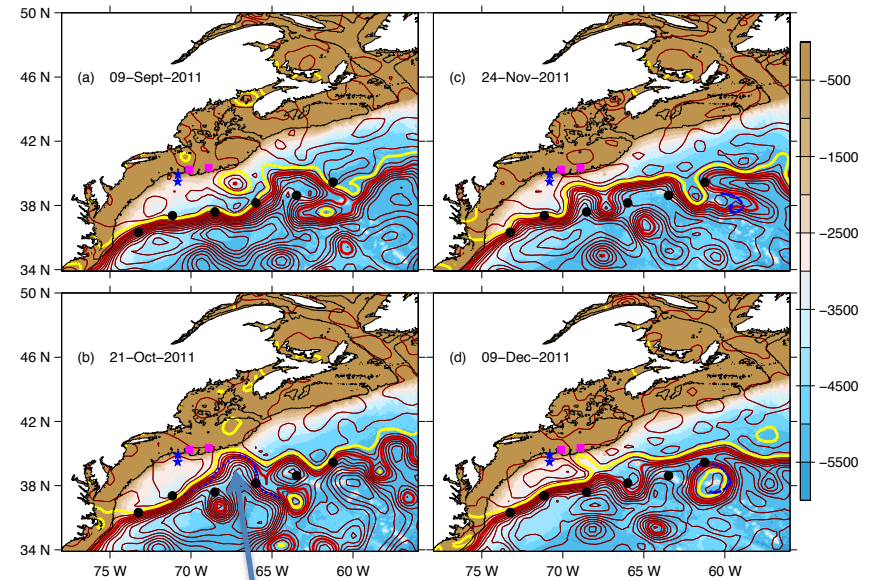 50 N
(a) 09−Sept−2011
(c) 24−Nov−2011
46 N
42 N
38 N
34 N
−500
−1500
−2500
−3500
−4500
−5500
50 N
(b) 21−Oct−2011
(d) 09−Dec−2011
46 N
42 N
38 N
34 N
75 W 70 W 65 W 60 W
75 W 70 W 65 W 60 W